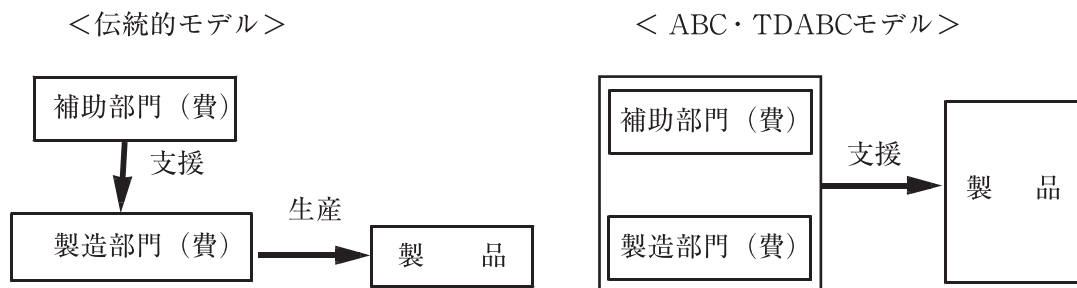 ＜伝統的モデル＞
補助部門（費）
支援
製造部門（費）
生産
製　品
＜ABC・TDABCモデル＞
補助部門（費）
製造部門（費）
支援
製　品